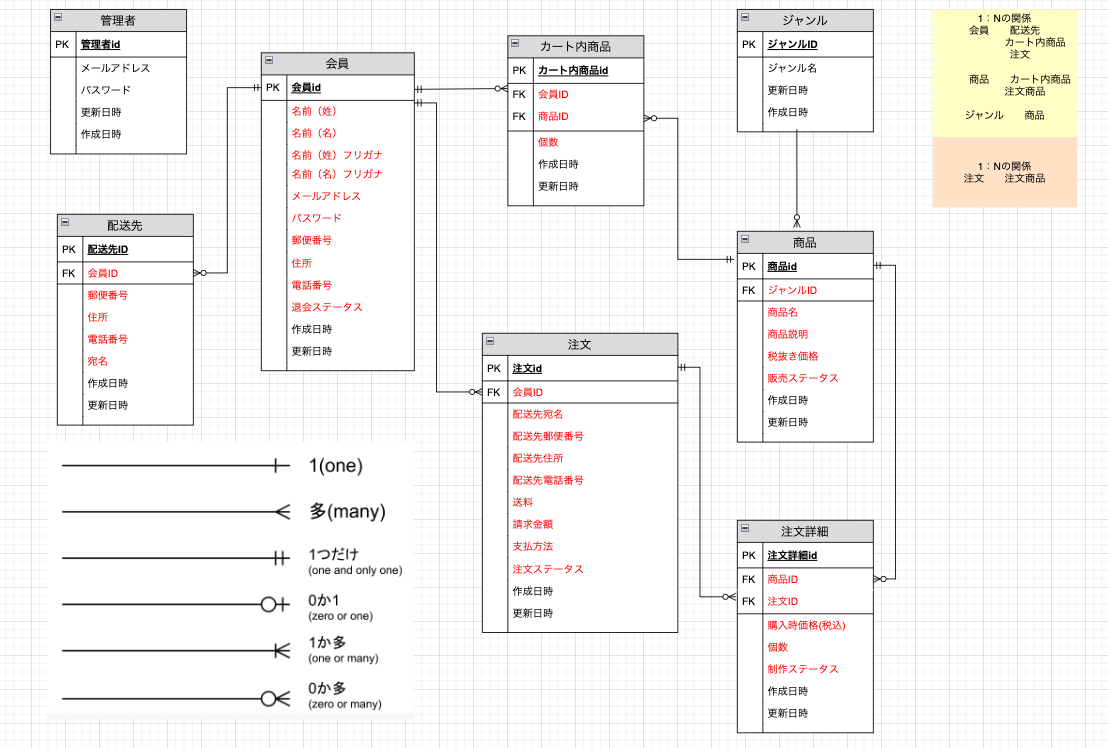 管理者
PK 管理者id
メールアドレス
パスワード
更新日時
作成日時
会員
PK 会員id
名前（姓）
名前（名）
名前（姓）フリガナ
名前（名）フリガナ
メールアドレス
パスワード
郵便番号
住所
電話番号
退会ステータス
作成日時
更新日時
カート内商品
PK カート内商品id
FK 会員ID
FK 商品ID
個数
作成日時
更新日時
ジャンル
PK ジャンルID
ジャンル名
更新日時
作成日時
1：Nの関係
会員 配送先
カート内商品
注文
商品 カート内商品
注文商品
ジャンル 商品
1：Nの関係
注文 注文商品
配送先
PK 配送先ID
FK 会員ID
郵便番号
住所
電話番号
宛名
作成日時
更新日時
商品
PK 商品id
FK ジャンルID
商品名
商品説明
税抜き価格
販売ステータス
作成日時
更新日時
注文
PK 注文id
FK 会員ID
配送先宛名
配送先郵便番号
配送先住所
配送先電話番号
送料
請求金額
支払方法
注文ステータス
作成日時
更新日時
注文詳細
PK 注文詳細id
FK 商品ID
FK 注文ID
購入時価格(税込)
個数
制作ステータス
作成日時
更新日時
1(one)
多(many)
1つだけ
(one and only one)
0か1
(zero or one)
1か多
(one or many)
0か多
(zero or many)